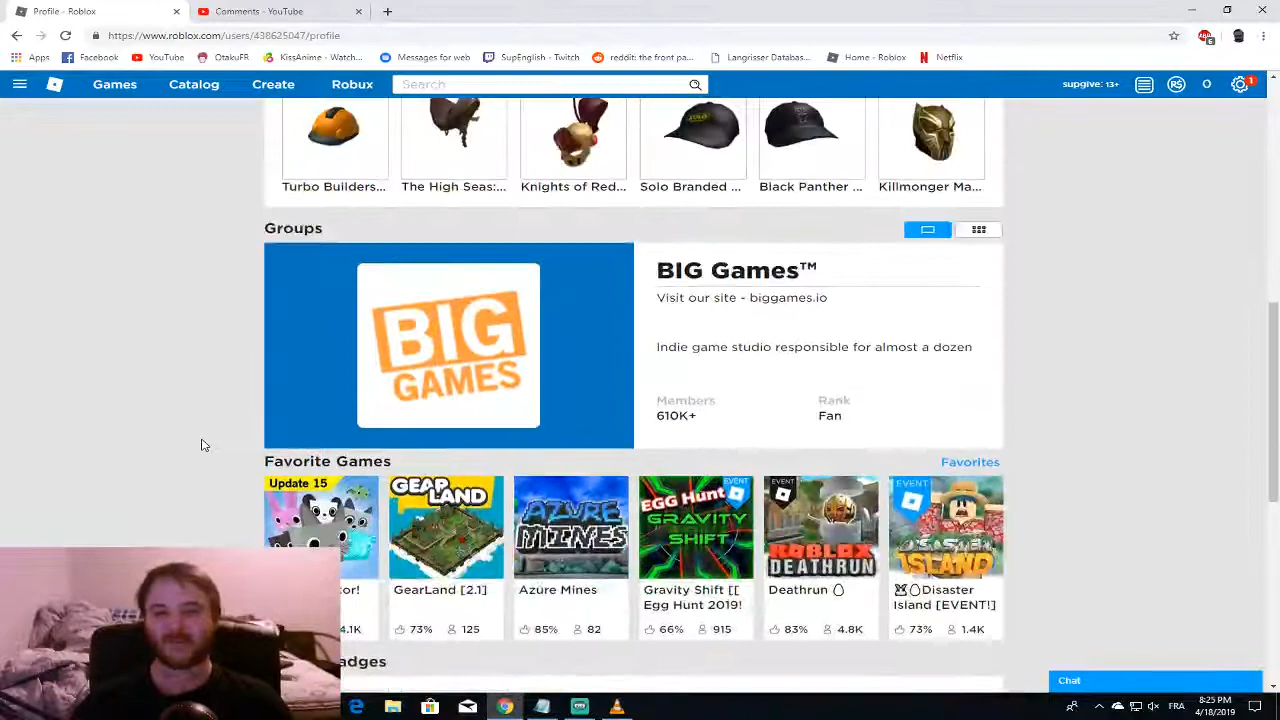 Profile - Roblox
Comments - YouTube
https://www.roblox.com/users/438625047/profile
Apps
Facebook
YouTube
OtakuFR
KissAnime - Watch...
Messages for web
SupEnglish - Twitch
reddit: the front pa...
Langrisser Databas...
Home - Roblox
Netflix
Games
Catalog
Create
Robux
Search
supgive: 13+
0
1
Turbo Builders...
The High Seas:...
Knights of Red...
Solo Branded ...
Black Panther ...
Killmonger Ma...
Groups
BIG GAMES
BIG Games™
Visit our site - biggames.io
Indie game studio responsible for almost a dozen
Members
610K+
Rank
Fan
Favorite Games
Favorites
Update 15
GEAR LAND
AZURE MINES
EGG Hunt
GRAVITY SHIFT
EVENT
ROBLOX
DEATHRUN
EVENT
ISLAND
tor!
4.1K
GearLand [2.1]
73%
125
Azure Mines
85%
82
Gravity Shift [[
Egg Hunt 2019!
66%
915
Deathrun
83%
4.8K
Disaster
Island [EVENT!]
73%
1.4K
adges
Chat
FRA
8:25 PM
4/18/2019